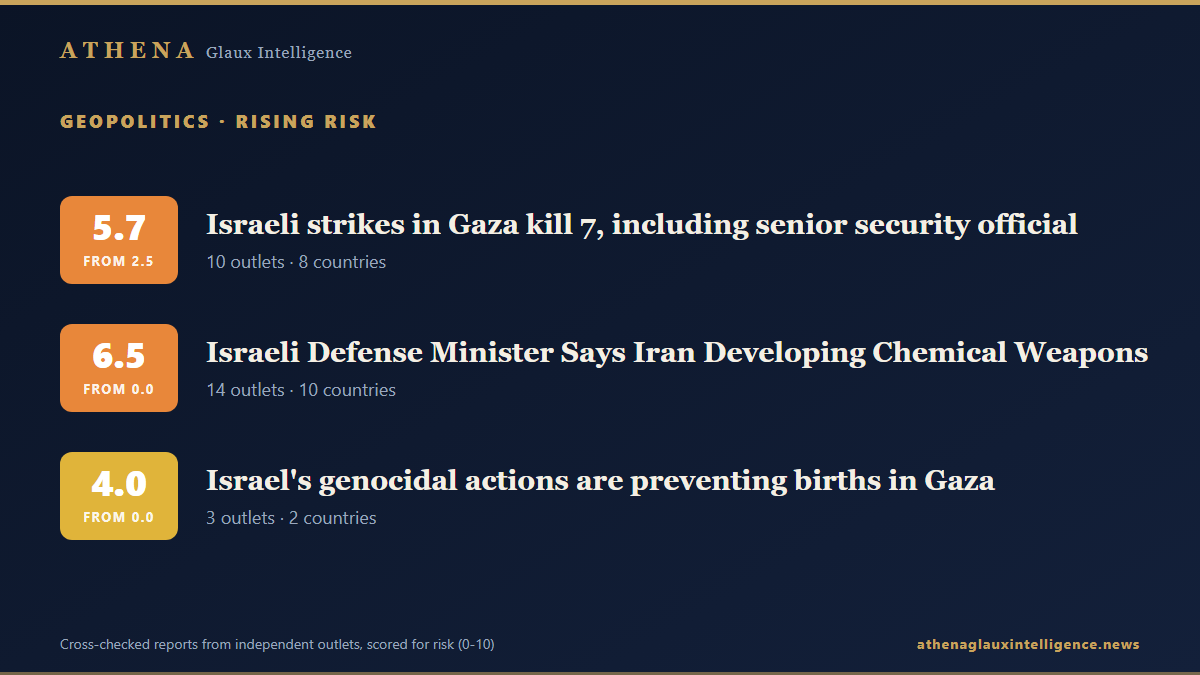 ATHENA Glaux Intelligence
GEOPOLITICS · RISING RISK
5.7
FROM 2.5
Israeli strikes in Gaza kill 7, including senior security official
10 outlets · 8 countries
6.5
FROM 0.0
Israeli Defense Minister Says Iran Developing Chemical Weapons
14 outlets · 10 countries
4.0
FROM 0.0
Israel's genocidal actions are preventing births in Gaza
3 outlets · 2 countries
Cross-checked reports from independent outlets, scored for risk (0-10)
athenaglauxintelligence.news